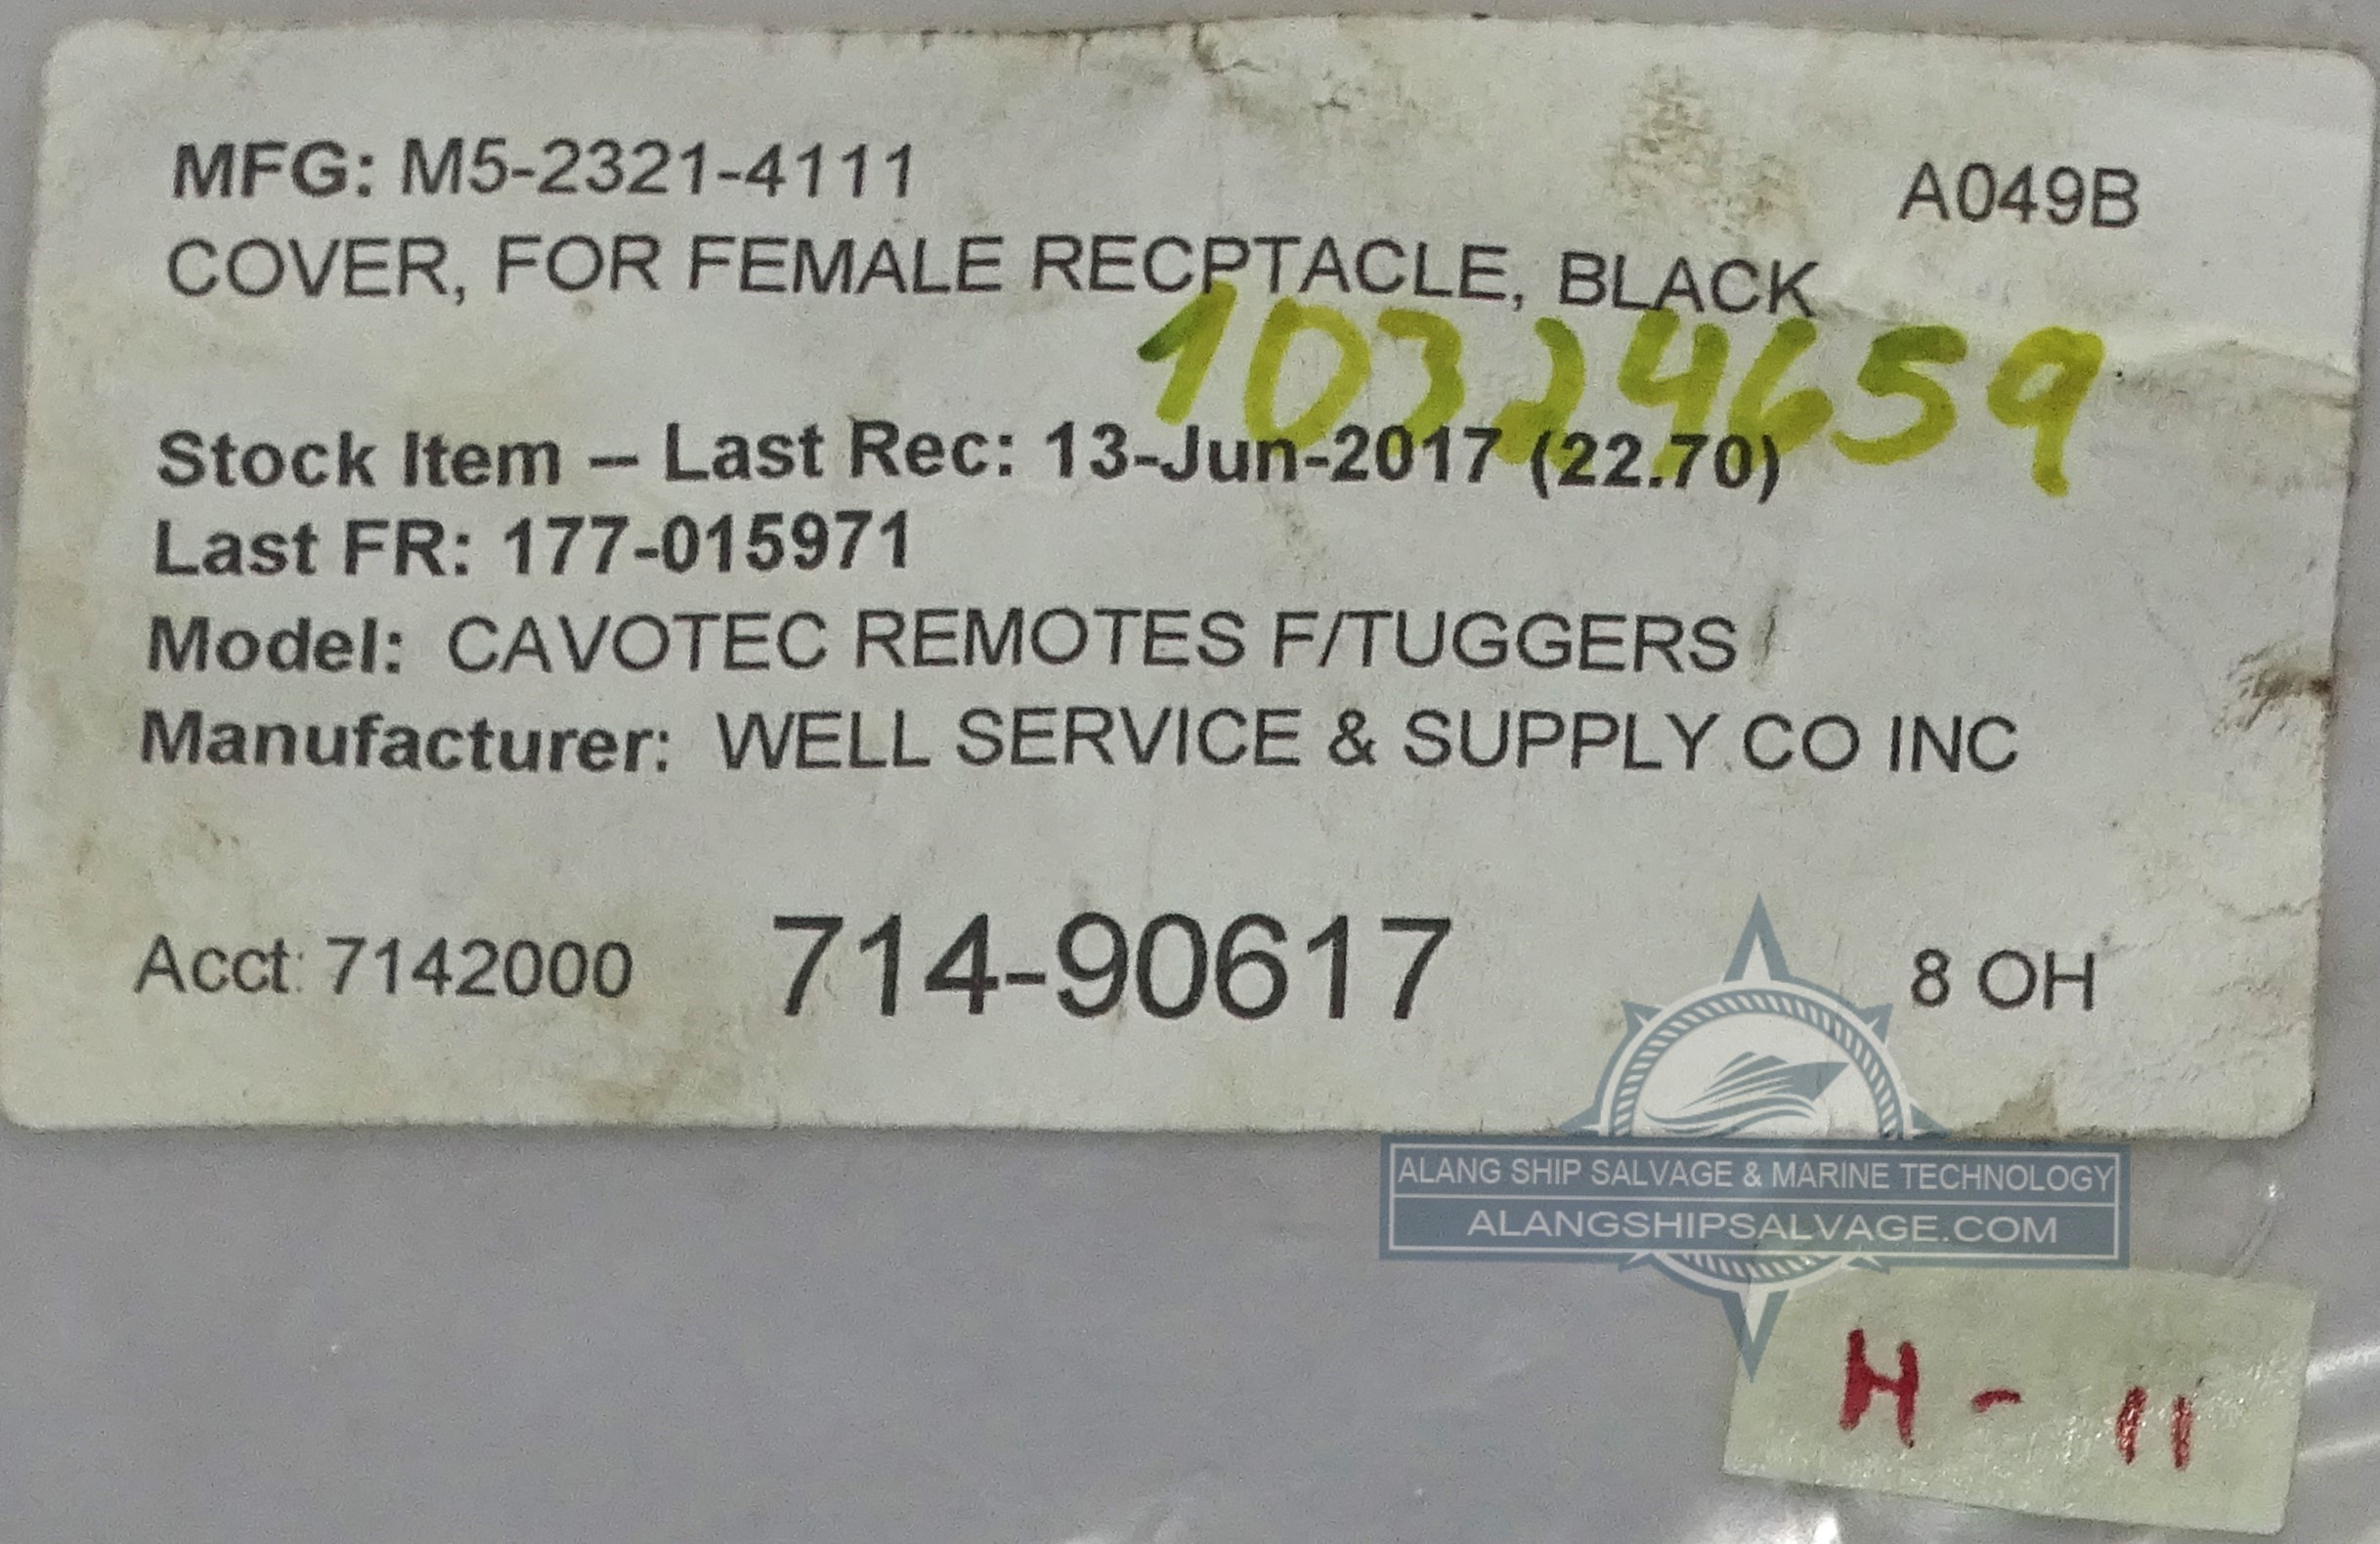 MFG: M5-2321-4111
A049B
COVER, FOR FEMALE RECPTACLE, BLACK
10324659
Stock Item – Last Rec: 13-Jun-2017 (22.70)
Last FR: 177-015971
Model: CAVOTEC REMOTES F/TUGGERS
Manufacturer: WELL SERVICE & SUPPLY CO INC
Acct: 7142000 714-90617 8 OH
ALANG SHIP SALVAGE & MARINE TECHNOLOGY
ALANGSHIPSALVAGE.COM
H - 11